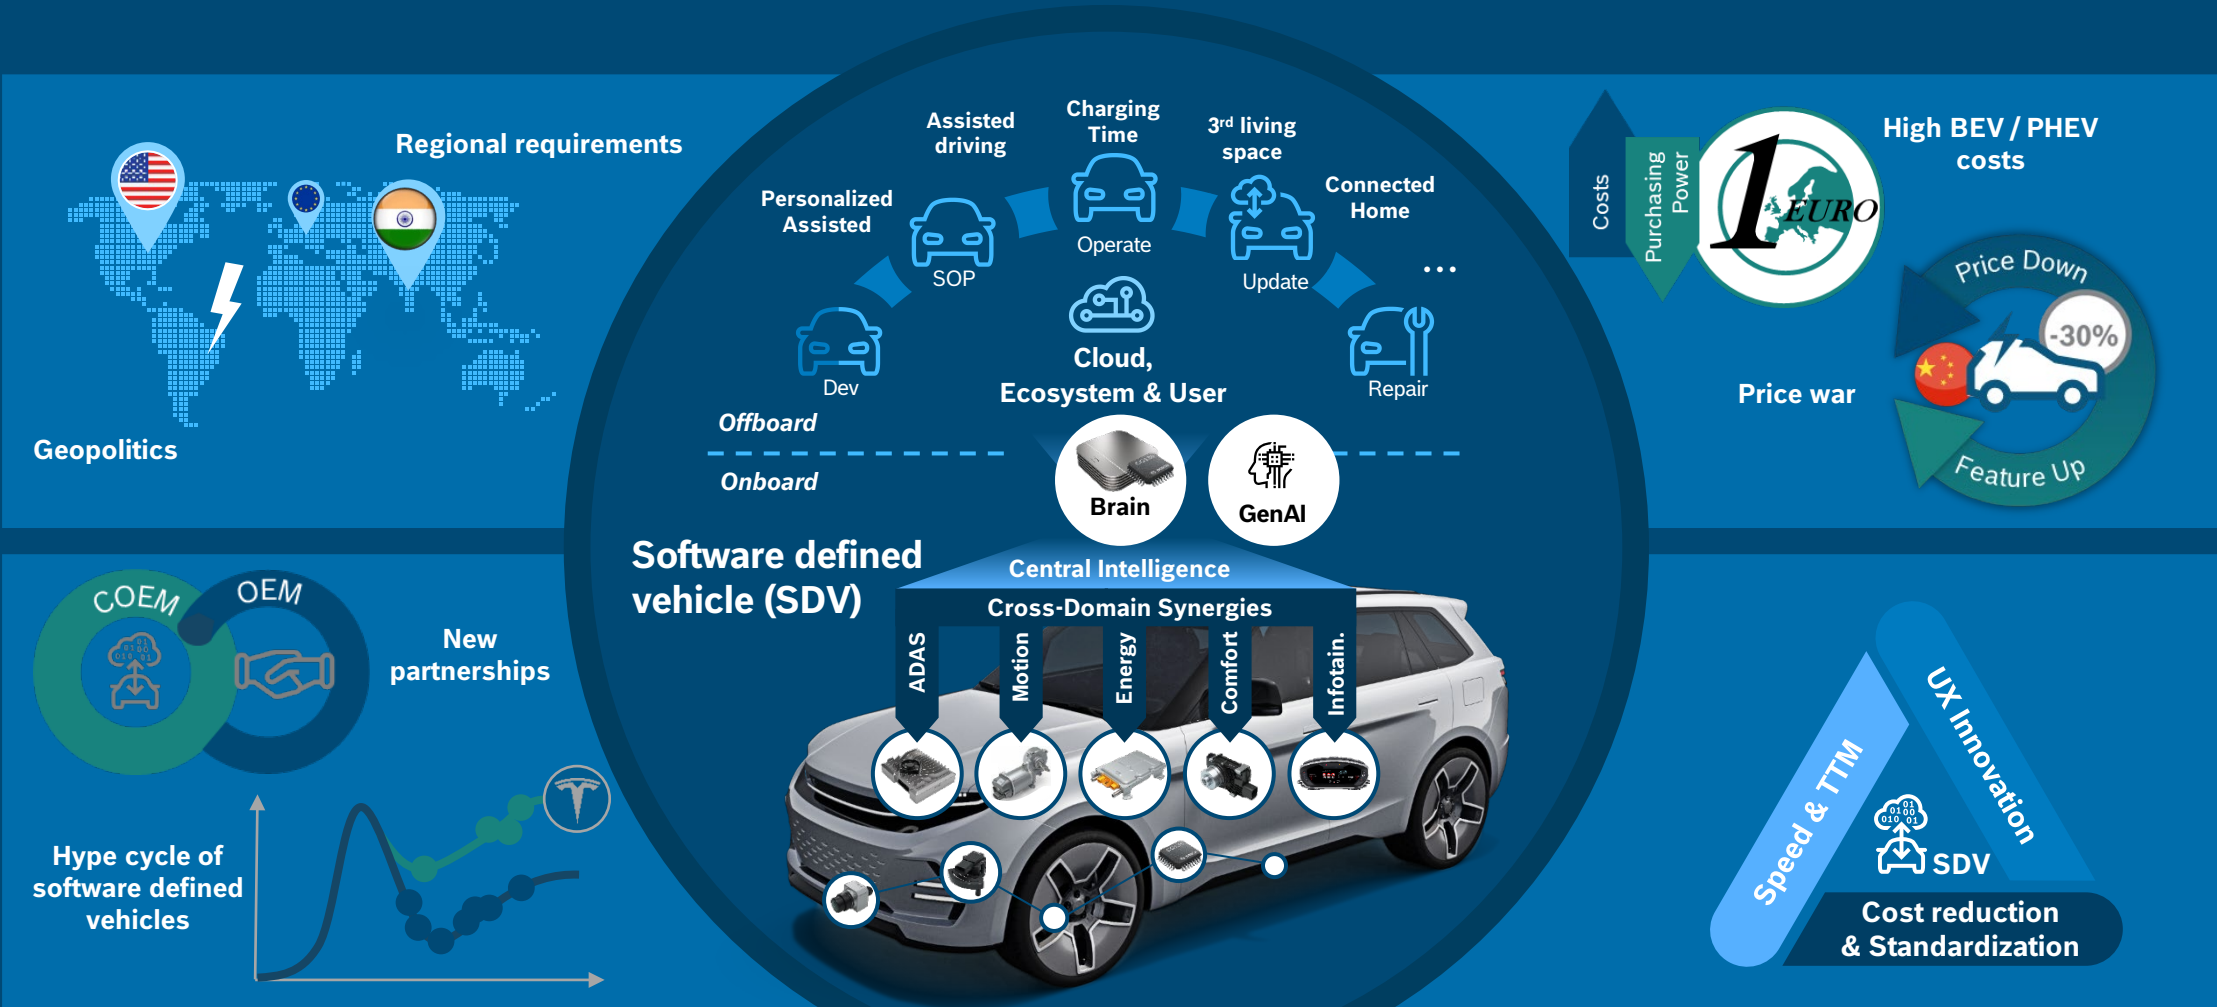 Regional requirements
Geopolitics
COEM
OEM
New
partnerships
Hype cycle of
software defined
vehicles
Personalized
Assisted
Assisted
driving
Charging
Time
3rd living
space
Connected
Home
...
Dev
SOP
Operate
Update
Repair
Cloud,
Ecosystem & User
Offboard
Onboard
Brain
GenAI
Software defined
vehicle (SDV)
Central Intelligence
Cross-Domain Synergies
ADAS
Motion
Energy
Comfort
Infotain.
Costs
Purchasing
Power
1
EURO
High BEV / PHEV
costs
Price Down
-30%
Price war
Feature Up
Speed & TTM
UX Innovation
SDV
Cost reduction
& Standardization